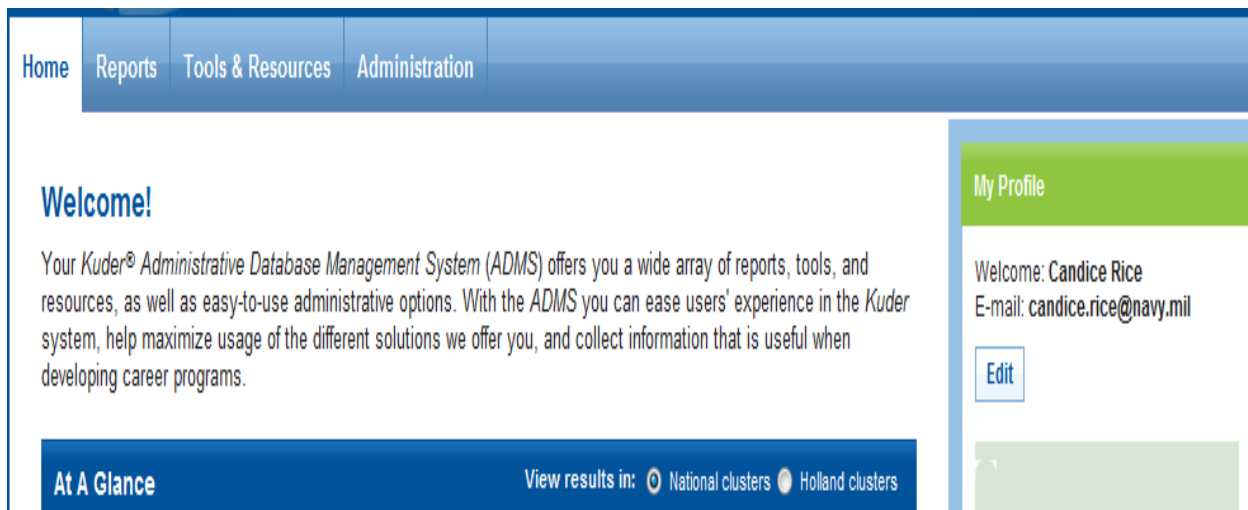 Home Reports Tools & Resources Administration
Welcome!
Your Kuder® Administrative Database Management System (ADMS) offers you a wide array of reports, tools, and
resources, as well as easy-to-use administrative options. With the ADMS you can ease users' experience in the Kuder
system, help maximize usage of the different solutions we offer you, and collect information that is useful when
developing career programs.
At A Glance View results in: National clusters Holland clusters
My Profile
Welcome: Candice Rice
E-mail: candice.rice@navy.mil
Edit